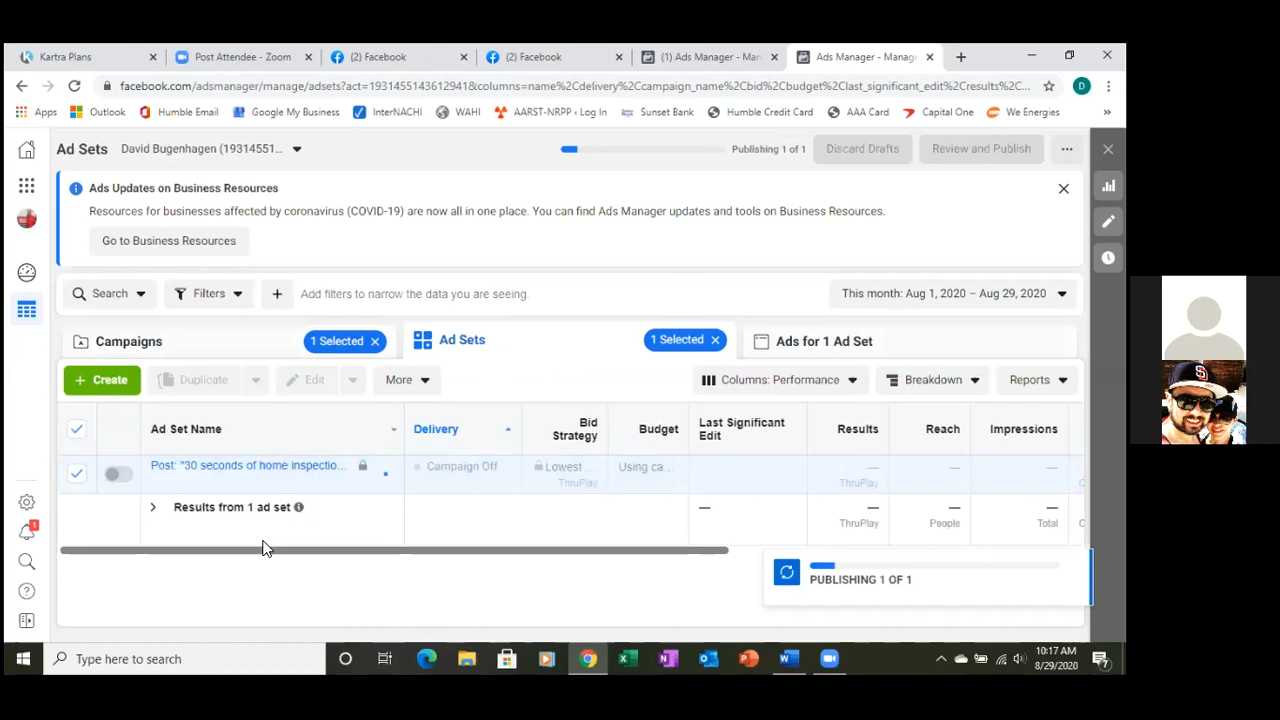 Kartra Plans
Post Attendee - Zoom
(2) Facebook
(2) Facebook
(1) Ads Manager - Man
Ads Manager - Manage
facebook.com/adsmanager/manage/adsets?act=1931455143612941&columns=name%2Cdelivery%2Ccampaign_name%2Cbid%2Cbudget%2Clast_significant_edit%2Cresults%2C...
D
Apps
Outlook
Humble Email
Google My Business
InterNACHI
WAHI
AARST-NRPP ‹ Log In
Sunset Bank
Humble Credit Card
AAA Card
Capital One
We Energies
»
Ad Sets
David Bugenhagen (19314551...
Publishing 1 of 1
Discard Drafts
Review and Publish
Ads Updates on Business Resources
Resources for businesses affected by coronavirus (COVID-19) are now all in one place. You can find Ads Manager updates and tools on Business Resources.
Go to Business Resources
Search
Filters
Add filters to narrow the data you are seeing.
This month: Aug 1, 2020 – Aug 29, 2020
Campaigns
1 Selected
Ad Sets
1 Selected
Ads for 1 Ad Set
+ Create
Duplicate
Edit
More
Columns: Performance
Breakdown
Reports
Ad Set Name
Delivery
Bid
Strategy
Budget
Last Significant
Edit
Results
Reach
Impressions
Post: "30 seconds of home inspectio...
Campaign Off
Lowest ...
ThruPlay
Using ca...
—
ThruPlay
—
—
Results from 1 ad set
—
—
ThruPlay
—
People
—
Total
PUBLISHING 1 OF 1
1
Type here to search
10:17 AM
8/29/2020
7